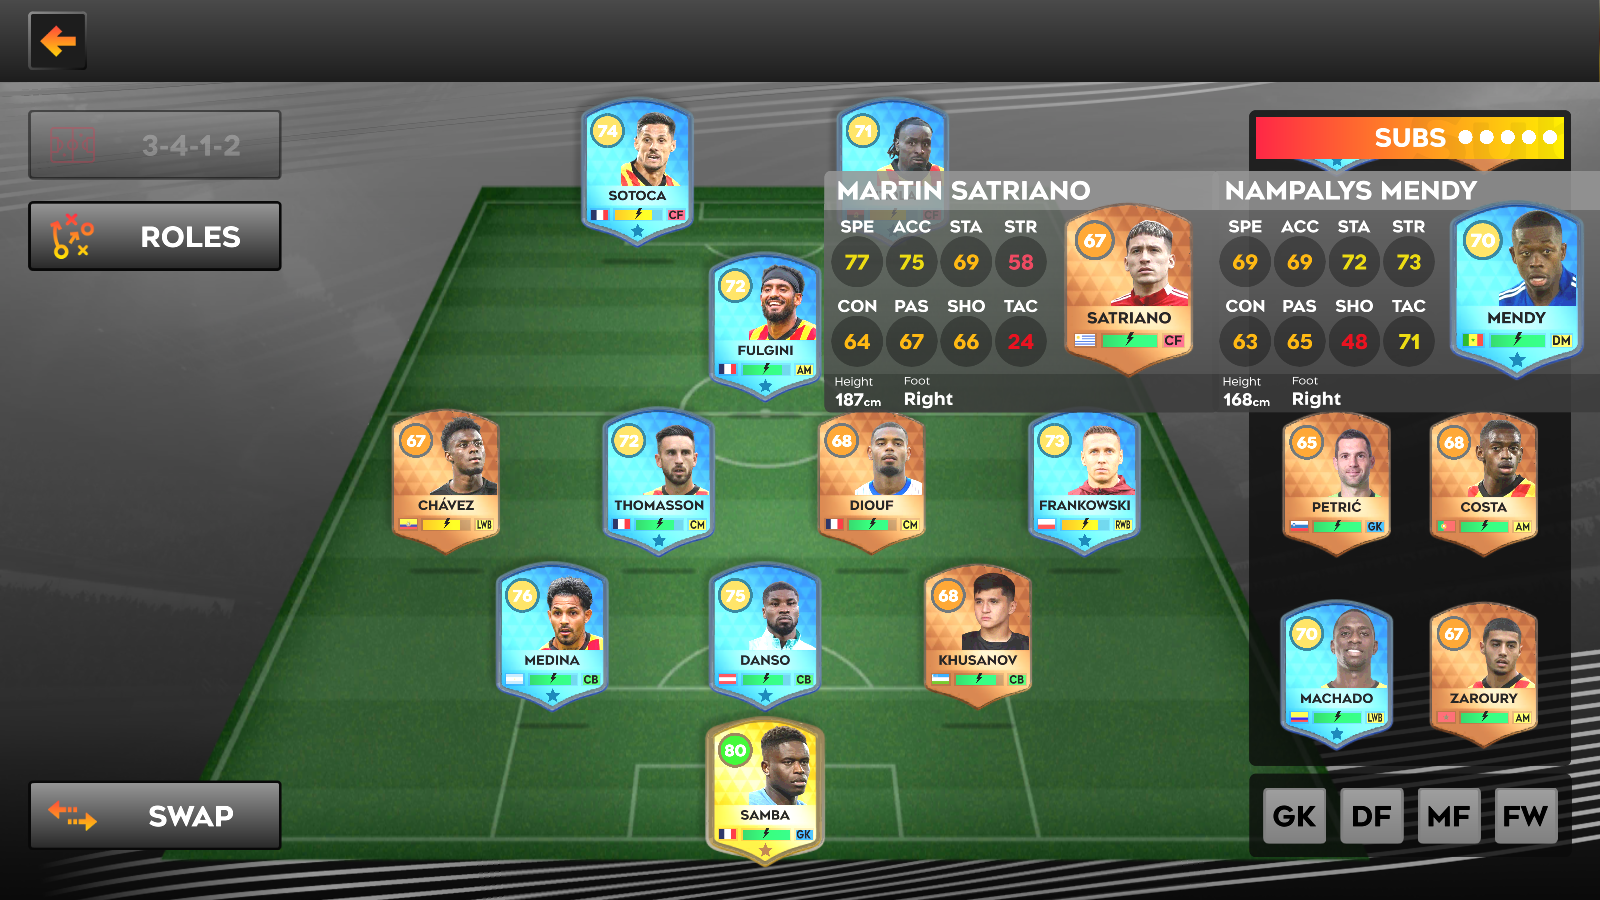 3-4-1-2
ROLES
SWAP
SUBS
74
SOTOCA
CF
71
CF
72
FULGINI
AM
67
CHÁVEZ
LWB
72
THOMASSON
CM
68
DIOUF
CM
73
FRANKOWSKI
RWB
76
MEDINA
CB
75
DANSO
CB
68
KHUSANOV
CB
80
SAMBA
GK
MARTIN SATRIANO
SPE ACC STA STR
77 75 69 58
CON PAS SHO TAC
64 67 66 24
Height Foot
187cm Right
67
SATRIANO
CF
NAMPALYS MENDY
SPE ACC STA STR
69 69 72 73
CON PAS SHO TAC
63 65 48 71
Height Foot
168cm Right
70
MENDY
DM
65
PETRIĆ
GK
68
COSTA
AM
70
MACHADO
LWB
67
ZAROURY
AM
GK DF MF FW